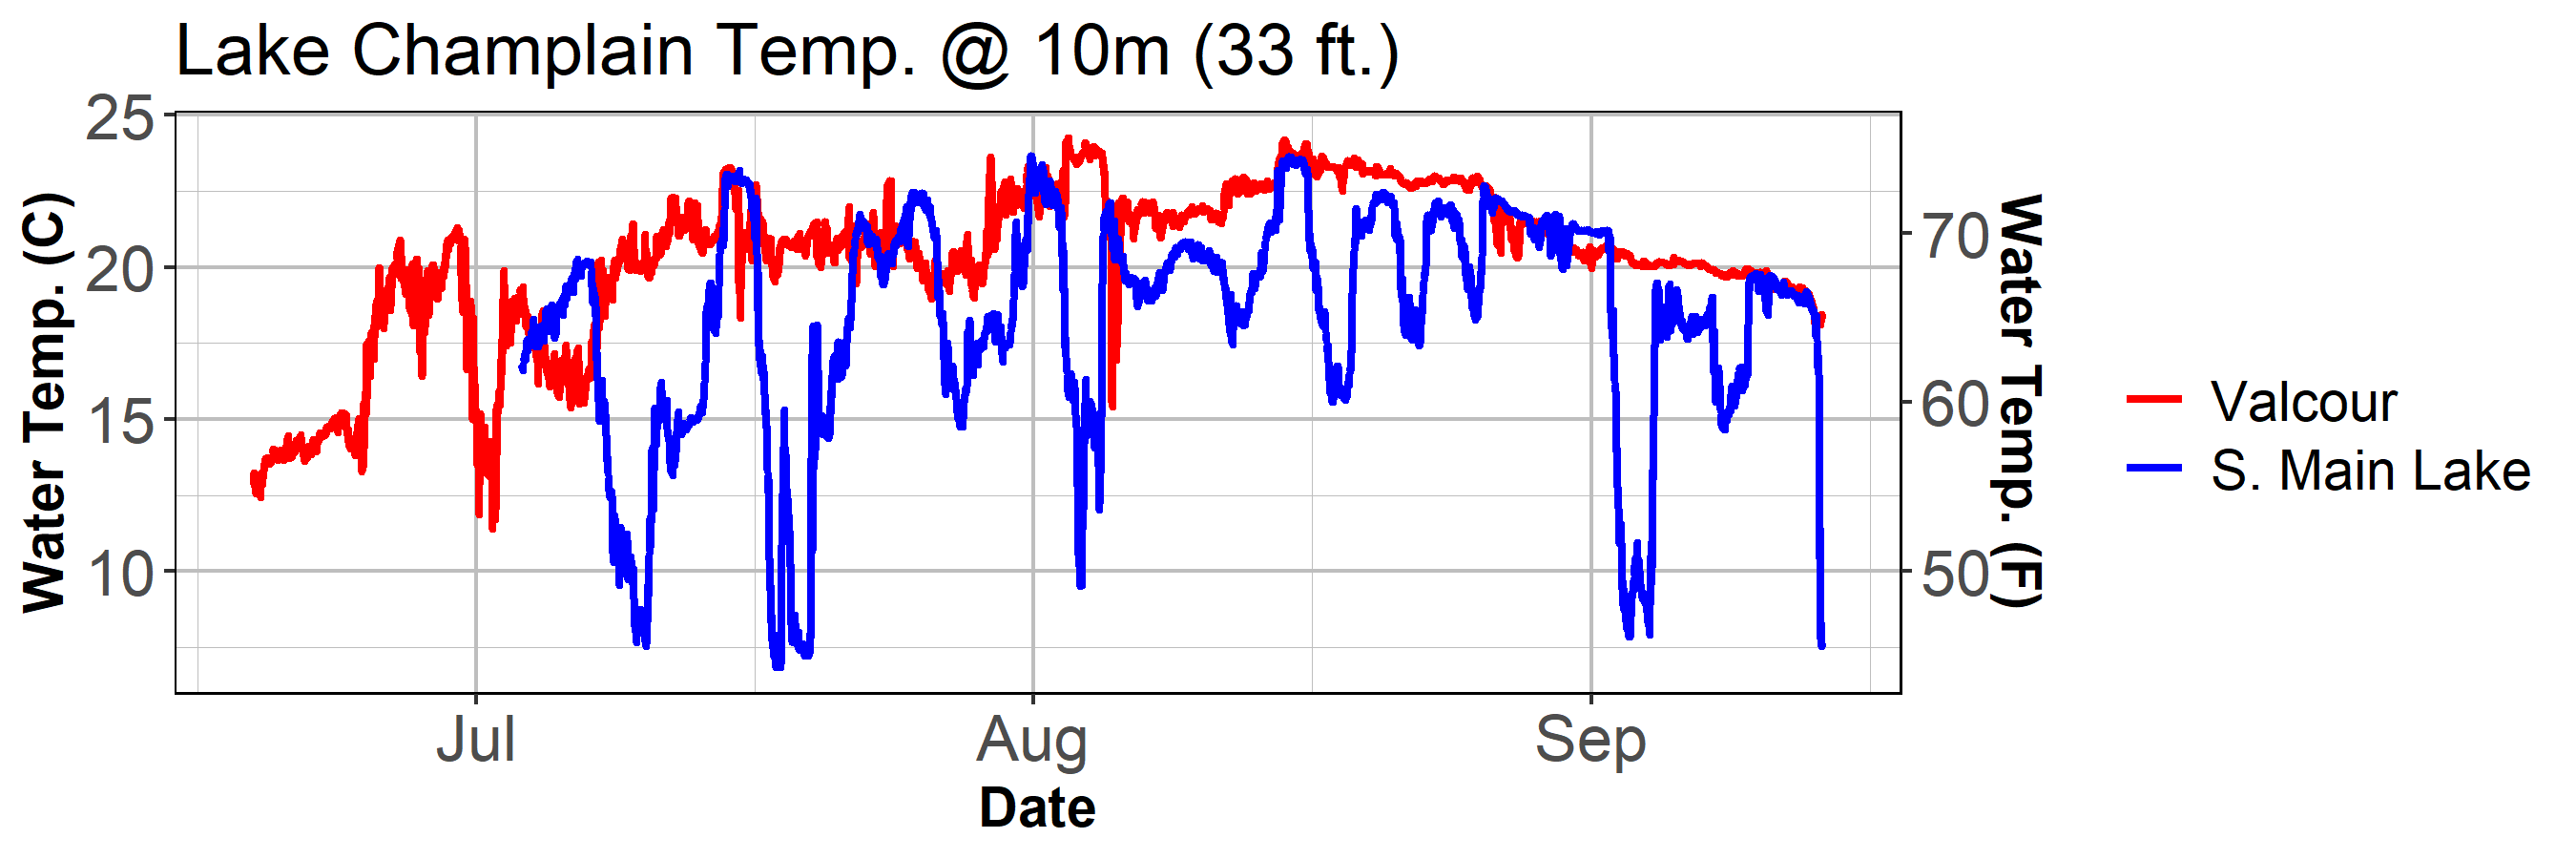 Lake Champlain Temp. @ 10m (33 ft.)
Water Temp. (C)
25
20
15
10
70
60
50
Water Temp. (F)
Jul
Aug
Sep
Date
Valcour
S. Main Lake